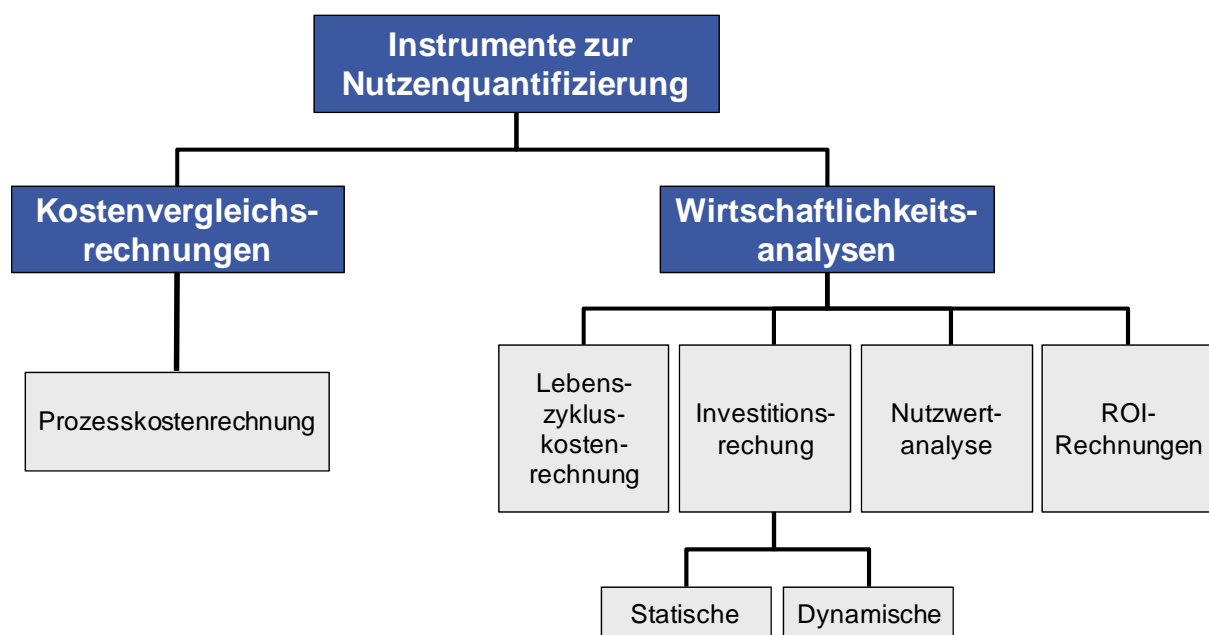 Instrumente zur
Nutzenquantifizierung
Kostenvergleichs-
rechnungen
Wirtschaftlichkeits-
analysen
Prozesskostenrechnung
Lebens-
zyklus-
kosten-
rechnung
Investitions-
rechung
Nutzwert-
analyse
ROI-
Rechnungen
Statische
Dynamische